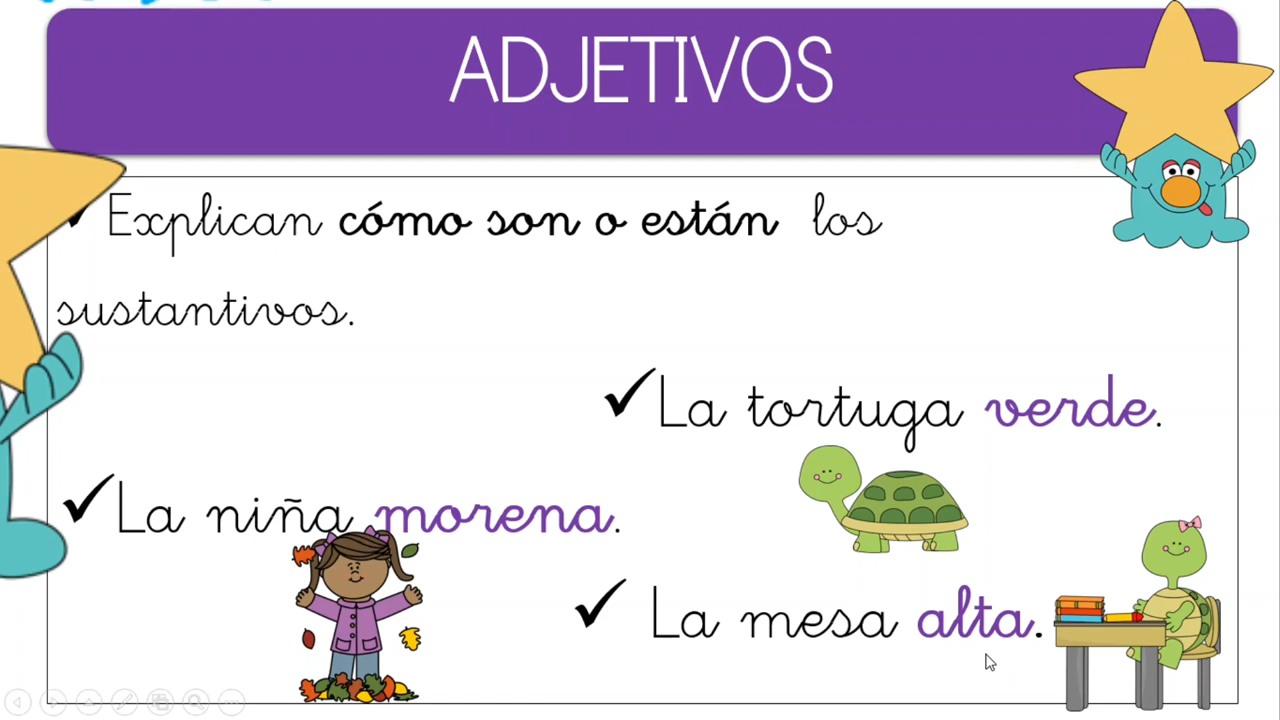 ADJETIVOS
Explican cómo son o están los
sustantivos.
La tortuga verde.
La niña morena.
La mesa alta.